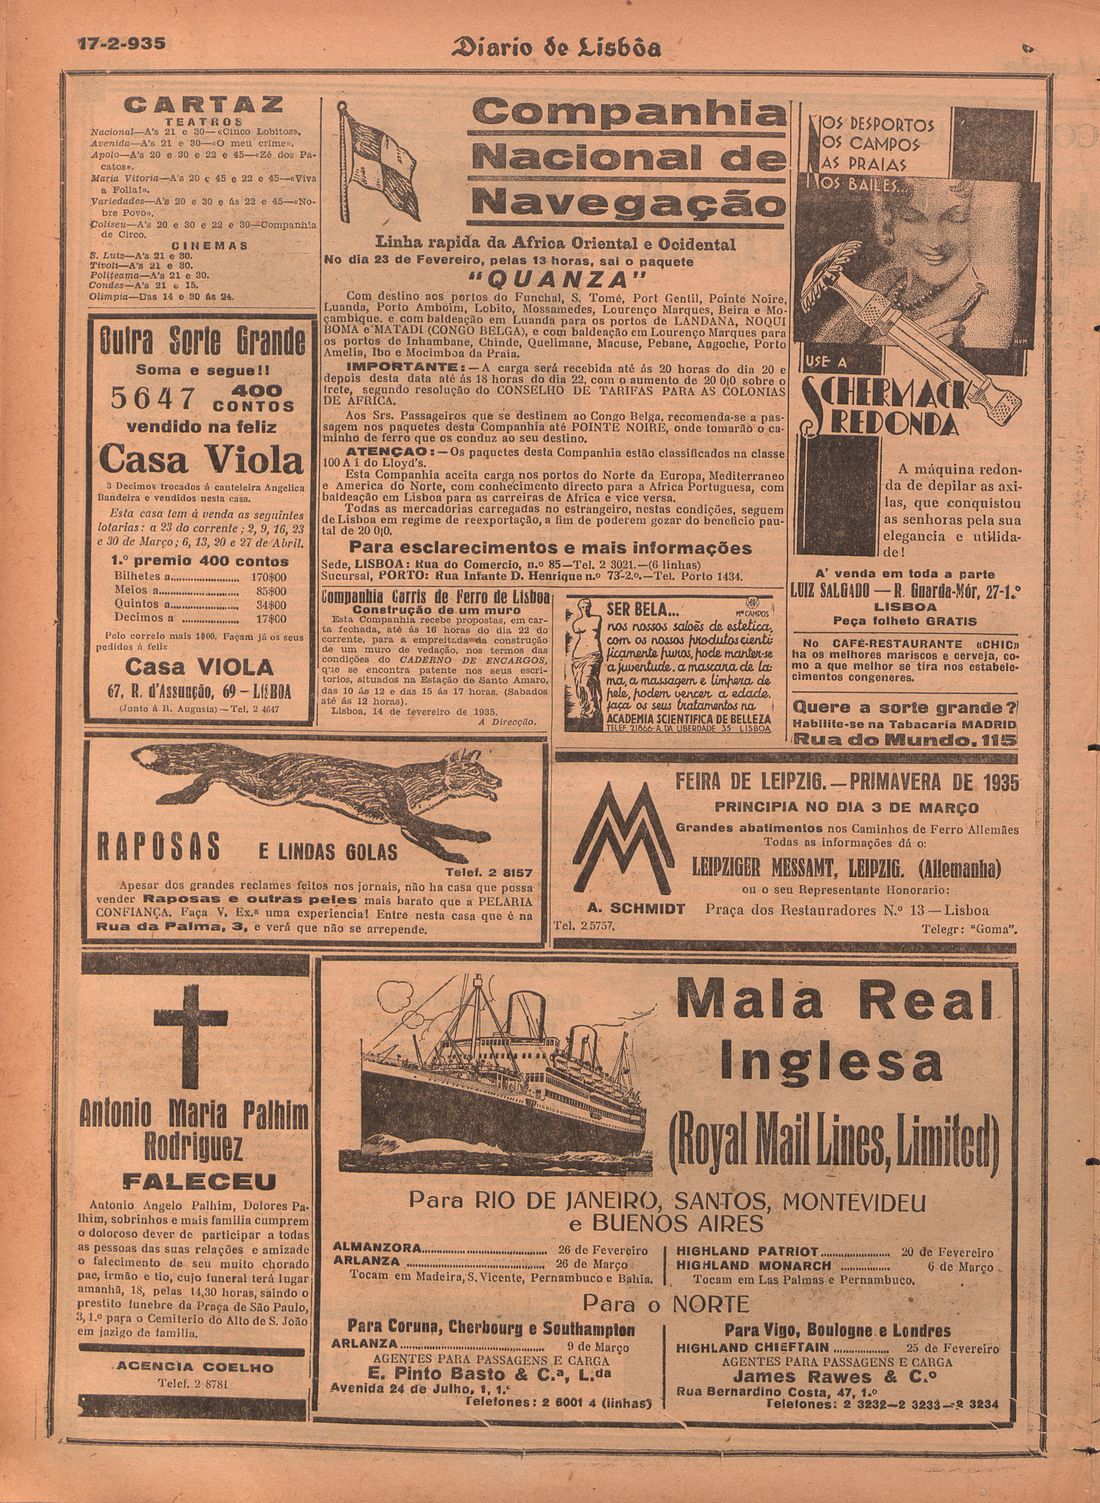 17-2-935
Diario de Lisbôa
CARTAZ
TEATROS
Nacional—A's 21 e 30—«Cinco Lobitos».
Avenida—A's 21 e 30—«O meu crime».
Apolo—A's 20 e 30 e 22 e 45—«Zé dos Pa-
catos».
Maria Vitoria—A's 20 e 45 e 22 e 45—«Viva
a Folia!».
Variedades—A's 20 e 30 e ás 22 e 45—«No-
bre Povo».
Coliseu—A's 20 e 30 e 22 e 30—Companhia
de Circo.
CINEMAS
S. Luiz—A's 21 e 30.
Tivoli—A's 21 e 30.
Politeama—A's 21 e 30.
Condes—A's 21 e 15.
Olimpia—Das 14 e 30 ás 24.
Outra Sorte Grande
Soma e segue!!
5647 400
CONTOS
vendido na feliz
Casa Viola
3 Decimos trocados á cauteleira Angelica
Bandeira e vendidos nesta casa.
Esta casa tem á venda as seguintes
lotarias: a 23 do corrente; 2, 9, 16, 23
e 30 de Março; 6, 13, 20 e 27 de Abril.
1.º premio 400 contos
Bilhetes a............ 170$00
Meios a............ 85$00
Quintos a............ 34$00
Decimos a............ 17$00
Pelo correio mais 1$00. Façam já os seus
pedidos á feliz
Casa VIOLA
67, R. d'Assunção, 69 — LISBOA
(Junto á R. Augusta)—Tel. 2 4647
Companhia
Nacional de
Navegação
Linha rapida da Africa Oriental e Ocidental
No dia 23 de Fevereiro, pelas 13 horas, sai o paquete
“QUANZA”
Com destino aos portos do Funchal, S. Tomé, Port Gentil, Pointe Noire,
Luanda, Porto Amboim, Lobito, Mossamedes, Lourenço Marques, Beira e Mo-
çambique, e com baldeação em Luanda para os portos de LANDANA, NOQUI
BOMA e MATADI (CONGO BELGA), e com baldeação em Lourenço Marques para
os portos de Inhambane, Chinde, Quelimane, Macuse, Pebane, Angoche, Porto
Amelia, Ibo e Mocimboa da Praia.
IMPORTANTE:—A carga será recebida até ás 20 horas do dia 20 e
depois desta data até ás 18 horas do dia 22, com o aumento de 20 0|0 sobre o
frete, segundo resolução do CONSELHO DE TARIFAS PARA AS COLONIAS
DE AFRICA.
Aos Srs. Passageiros que se destinem ao Congo Belga, recomenda-se a pas-
sagem nos paquetes desta Companhia até POINTE NOIRE, onde tomarão o ca-
minho de ferro que os conduz ao seu destino.
ATENÇAO:—Os paquetes desta Companhia estão classificados na classe
100 A i do Lloyd's.
Esta Companhia aceita carga nos portos do Norte da Europa, Mediterraneo
e America do Norte, com conhecimento directo para a Africa Portuguesa, com
baldeação em Lisboa para as carreiras de Africa e vice versa.
Todas as mercadorias carregadas no estrangeiro, nestas condições, seguem
de Lisboa em regime de reexportação, a fim de poderem gozar do beneficio pau-
tal de 20 0|0.
Para esclarecimentos e mais informações
Sede, LISBOA: Rua do Comercio, n.º 85—Tel. 2 3021.—(6 linhas)
Sucursal, PORTO: Rua Infante D. Henrique n.º 73-2.º.—Tel. Porto 1434.
Companhia Carris de Ferro de Lisboa
Construção de um muro
Esta Companhia recebe propostas, em car-
ta fechada, até ás 16 horas do dia 22 do
corrente, para a empreitada da construção
de um muro de vedação, nos termos das
condições do CADERNO DE ENCARGOS,
que se encontra patente nos seus escri-
torios, situados na Estação de Santo Amaro,
das 10 ás 12 e das 15 ás 17 horas. (Sabados
até ás 12 horas).
Lisboa, 14 de fevereiro de 1935.
A Direcção.
SER BELA...
Me CAMPOS
nos nossos salões de estetica,
com os nossos produtos cienti-
ficamente puros, pode manter-se
a juventude. a mascara de la-
ma, a massagem e limpeza de
pele, podem vencer a edade.
faça os seus tratamentos na
ACADEMIA SCIENTIFICA DE BELLEZA
TELEF. 21866-A. DA LIBERDADE 35 LISBOA
NOS DESPORTOS
NOS CAMPOS
NAS PRAIAS
NOS BAILES...
USE A
SCHERMACK
REDONDA
A máquina redon-
da de depilar as axi-
las, que conquistou
as senhoras pela sua
elegancia e utilida-
de!
A' venda em toda a parte
LUIZ SALGADO — R. Guarda-Mór, 27-1.º
LISBOA
Peça folheto GRATIS
No CAFÉ-RESTAURANTE «CHIC»
ha os melhores mariscos e cerveja, co-
mo a que melhor se tira nos estabele-
cimentos congeneres.
Quere a sorte grande?
Habilite-se na Tabacaria MADRID
Rua do Mundo, 115
RAPOSAS E LINDAS GOLAS
Telef. 2 8157
Apesar dos grandes reclames feitos nos jornais, não ha casa que possa
vender Raposas e outras peles mais barato que a PELARIA
CONFIANÇA. Faça V. Ex.ª uma experiencia! Entre nesta casa que é na
Rua da Palma, 3, e verá que não se arrepende.
FEIRA DE LEIPZIG.—PRIMAVERA DE 1935
PRINCIPIA NO DIA 3 DE MARÇO
Grandes abatimentos nos Caminhos de Ferro Allemães
Todas as informações dá o:
LEIPZIGER MESSAMT, LEIPZIG. (Allemanha)
ou o seu Representante Honorario:
A. SCHMIDT Praça dos Restauradores N.º 13 — Lisboa
Tel. 2.5757. Telegr: “Goma”.
Antonio Maria Palhim
Rodriguez
FALECEU
Antonio Angelo Palhim, Dolores Pa-
lhim, sobrinhos e mais familia cumprem
o doloroso dever de participar a todas
as pessoas das suas relações e amizade
o falecimento de seu muito chorado
pae, irmão e tio, cujo funeral terá lugar
amanhã, 18, pelas 14,30 horas, saindo o
prestito funebre da Praça de São Paulo,
3, 1.º para o Cemiterio do Alto de S. João
em jazigo de familia.
AGENCIA COELHO
Telef. 2 8781
Mala Real
Inglesa
(Royal Mail Lines, Limited)
Para RIO DE JANEIRO, SANTOS, MONTEVIDEU
e BUENOS AIRES
ALMANZORA............ 26 de Fevereiro
ARLANZA............ 26 de Março
Tocam em Madeira, S. Vicente, Pernambuco e Bahia.
HIGHLAND PATRIOT............ 20 de Fevereiro
HIGHLAND MONARCH............ 6 de Março
Tocam em Las Palmas e Pernambuco.
Para o NORTE
Para Coruna, Cherbourg e Southampton
ARLANZA............ 9 de Março
AGENTES PARA PASSAGENS E CARGA
E. Pinto Basto & C.ª, L.da
Avenida 24 de Julho, 1, 1.º
Telefones: 2 6001 4 (linhas)
Para Vigo, Boulogne e Londres
HIGHLAND CHIEFTAIN............ 25 de Fevereiro
AGENTES PARA PASSAGENS E CARGA
James Rawes & C.º
Rua Bernardino Costa, 47, 1.º
Telefones: 2 3232—2 3233—2 3234